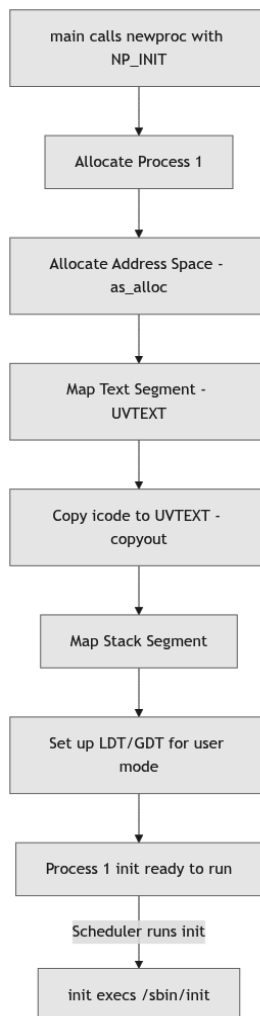 main calls newproc with
NP_INIT
Allocate Process 1
Allocate Address Space -
as_alloc
Map Text Segment -
UVTEXT
Copy icode to UVTEXT -
copyout
Map Stack Segment
Set up LDT/GDT for user
mode
Process 1 init ready to run
Scheduler runs init
init execs /sbin/init